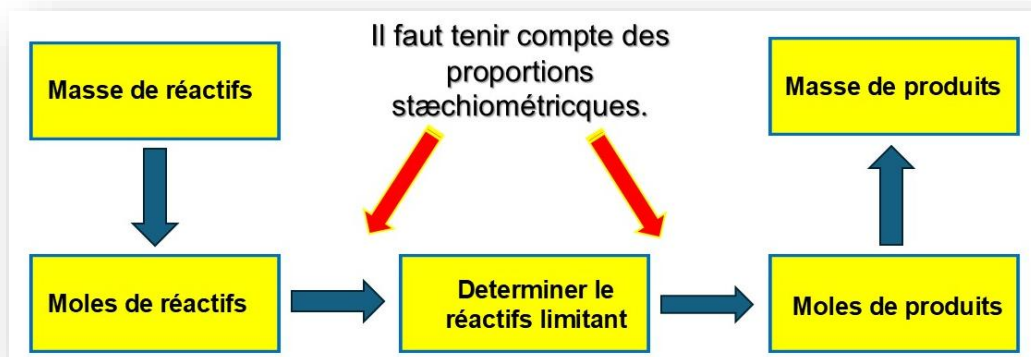 Il faut tenir compte des
proportions
stæchiométricques.
Masse de réactifs
Masse de produits
Moles de réactifs
Determiner le
réactifs limitant
Moles de produits